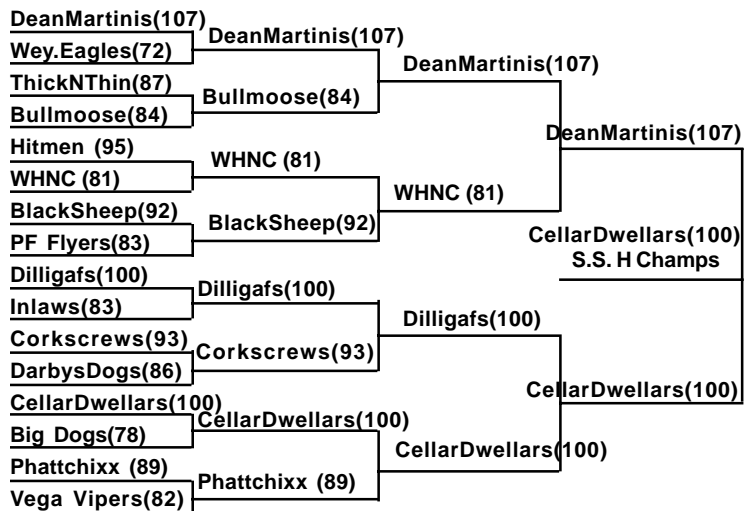 DeanMartinis(107)
Wey.Eagles(72)
ThickNThin(87)
Bullmoose(84)
Hitmen (95)
WHNC (81)
BlackSheep(92)
PF Flyers(83)
Dilligafs(100)
Inlaws(83)
Corkscrews(93)
DarbysDogs(86)
CellarDwellars(100)
Big Dogs(78)
Phattchixx (89)
Vega Vipers(82)
DeanMartinis(107)
Bullmoose(84)
WHNC (81)
BlackSheep(92)
Dilligafs(100)
Corkscrews(93)
CellarDwellars(100)
Phattchixx (89)
DeanMartinis(107)
WHNC (81)
Dilligafs(100)
CellarDwellars(100)
DeanMartinis(107)
CellarDwellars(100)
CellarDwellars(100)
S.S. H Champs